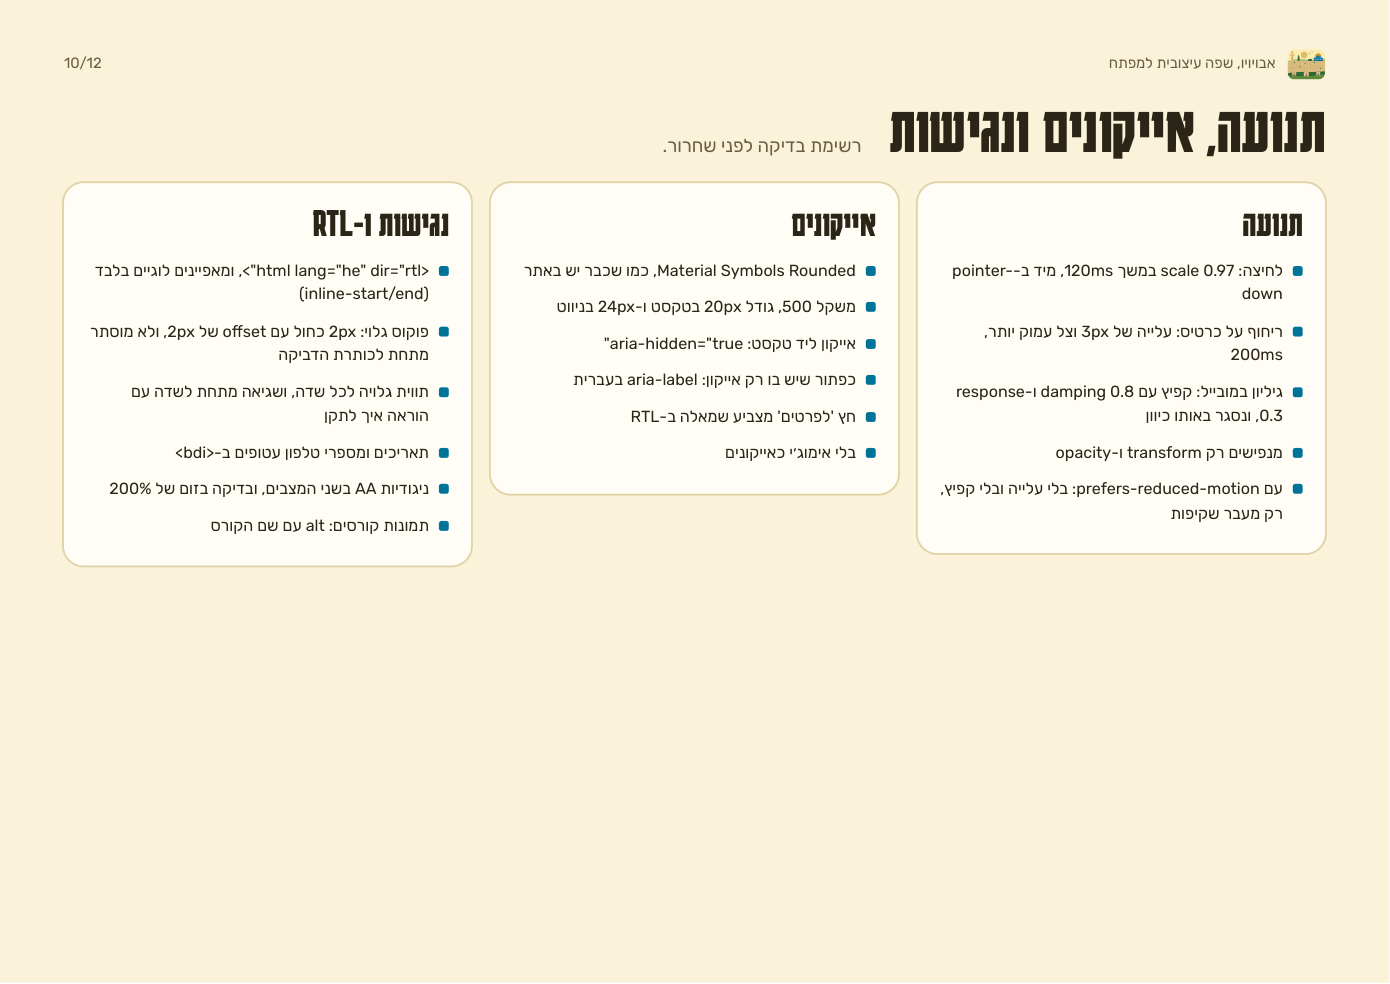 אבויויו, שפה עיצובית למפתח
10/12
תנועה, אייקונים ונגישות
רשימת בדיקה לפני שחרור.
תנועה
לחיצה: scale 0.97 במשך 120ms, מיד ב-pointer-
down
ריחוף על כרטיס: עלייה של 3px וצל עמוק יותר,
200ms
גיליון במובייל: קפיץ עם damping 0.8 ו-response
0.3, ונסגר באותו כיוון
מנפישים רק transform ו-opacity
עם prefers-reduced-motion: בלי עלייה ובלי קפיץ,
רק מעבר שקיפות
אייקונים
Material Symbols Rounded, כמו שכבר יש באתר
משקל 500, גודל 20px בטקסט ו-24px בניווט
אייקון ליד טקסט: aria-hidden="true"
כפתור שיש בו רק אייקון: aria-label בעברית
חץ 'לפרטים' מצביע שמאלה ב-RTL
בלי אימוג׳י כאייקונים
נגישות ו-RTL
<html lang="he" dir="rtl">, ומאפיינים לוגיים בלבד
(inline-start/end)
פוקוס גלוי: 2px כחול עם offset של 2px, ולא מוסתר
מתחת לכותרת הדביקה
תווית גלויה לכל שדה, ושגיאה מתחת לשדה עם
הוראה איך לתקן
תאריכים ומספרי טלפון עטופים ב-<bdi>
ניגודיות AA בשני המצבים, ובדיקה בזום של 200%
תמונות קורסים: alt עם שם הקורס